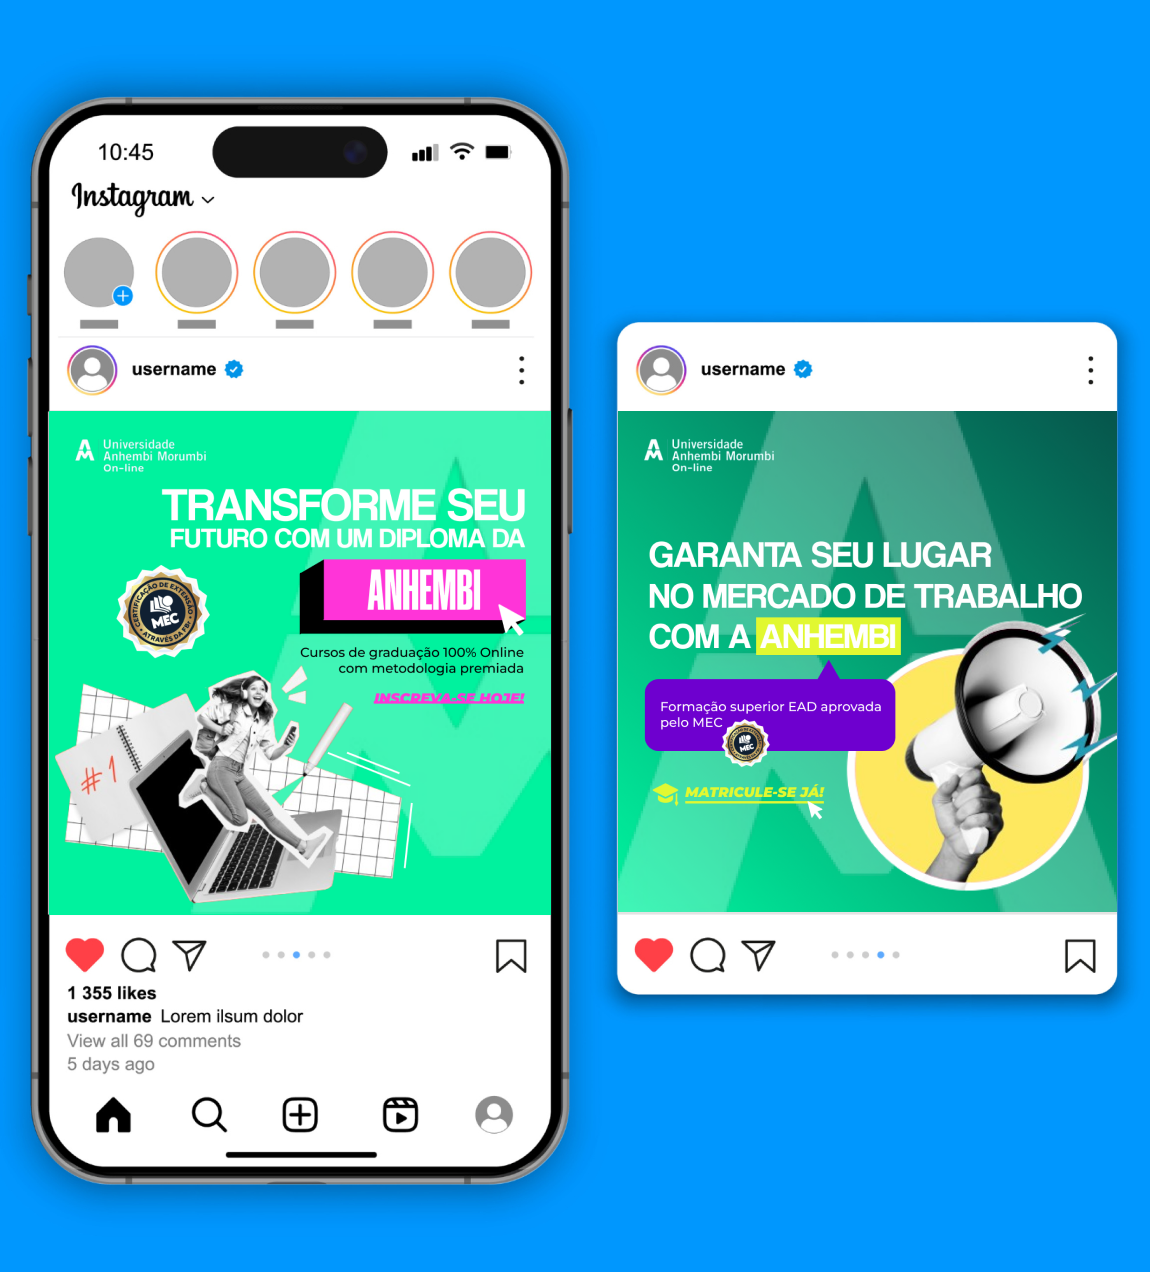 10:45
Instagram
username
Universidade
Anhembi Morumbi
On-line
TRANSFORME SEU
FUTURO COM UM DIPLOMA DA
ANHEMBI
CERTIFICAÇÃO DE EXTENSÃO
MEC
ATRAVÉS DA FBI
Cursos de graduação 100% Online
com metodologia premiada
INSCREVA-SE HOJE!
#1
1 355 likes
username Lorem ilsum dolor
View all 69 comments
5 days ago
username
Universidade
Anhembi Morumbi
On-line
GARANTA SEU LUGAR
NO MERCADO DE TRABALHO
COM A ANHEMBI
Formação superior EAD aprovada
pelo MEC
MEC
MATRICULE-SE JÁ!